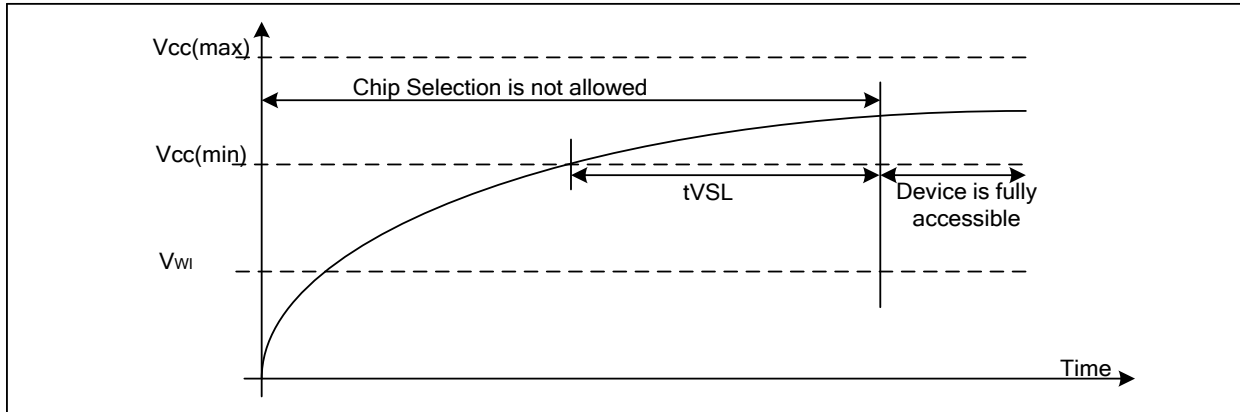 Vcc(max)
Chip Selection is not allowed
Vcc(min)
tVSL
Device is fully
accessible
VWI
Time